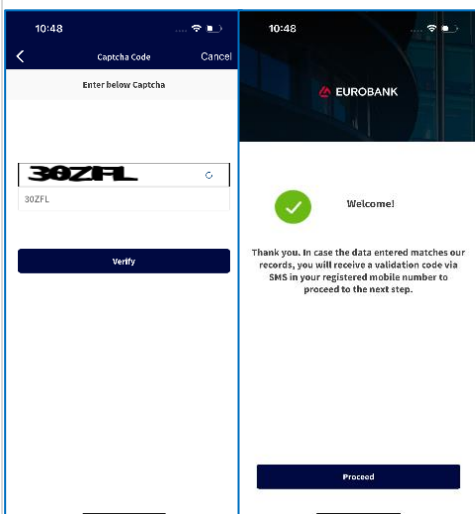 10:48
Captcha Code
Cancel
Enter below Captcha
30ZFL
30ZFL
Verify
10:48
EUROBANK
Welcome!
Thank you. In case the data entered matches our
records, you will receive a validation code via
SMS in your registered mobile number to
proceed to the next step.
Proceed